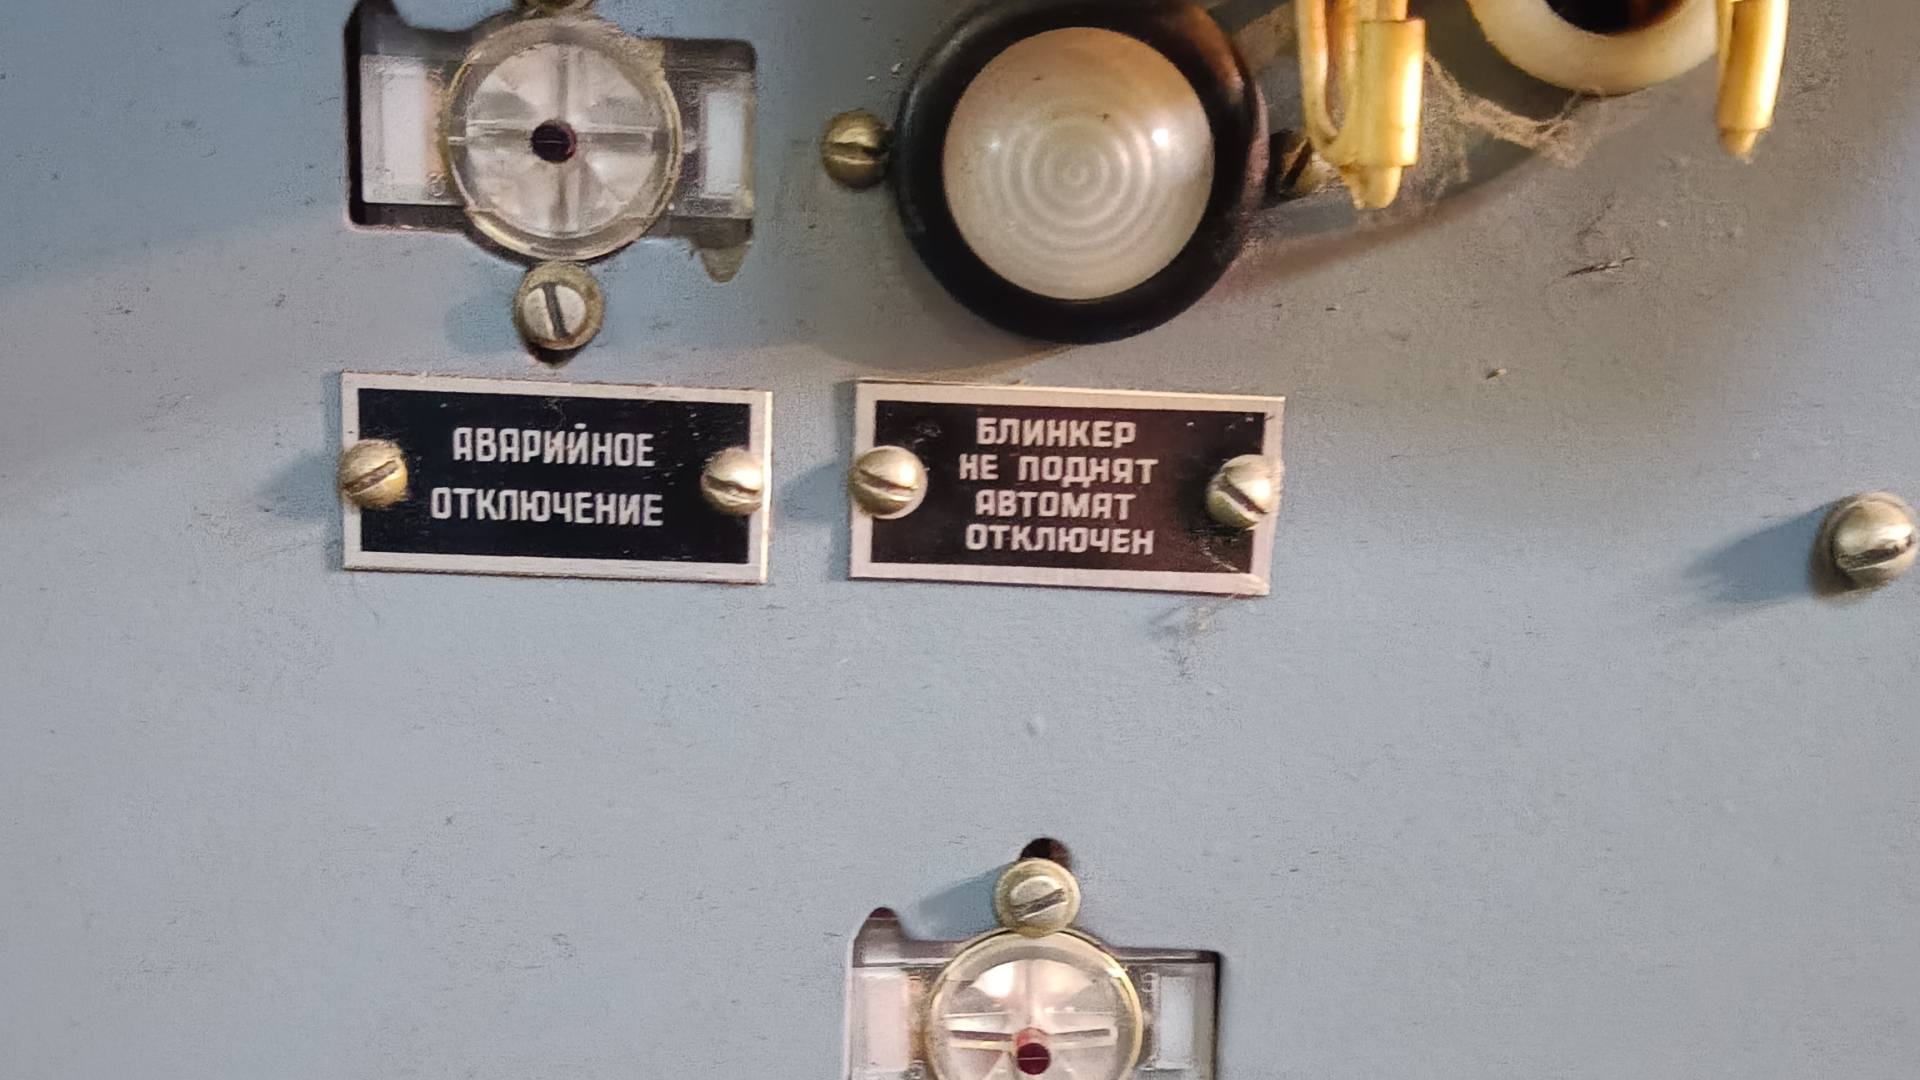 АВАРИЙНОЕ
ОТКЛЮЧЕНИЕ
БЛИНКЕР
НЕ ПОДНЯТ
АВТОМАТ
ОТКЛЮЧЕН